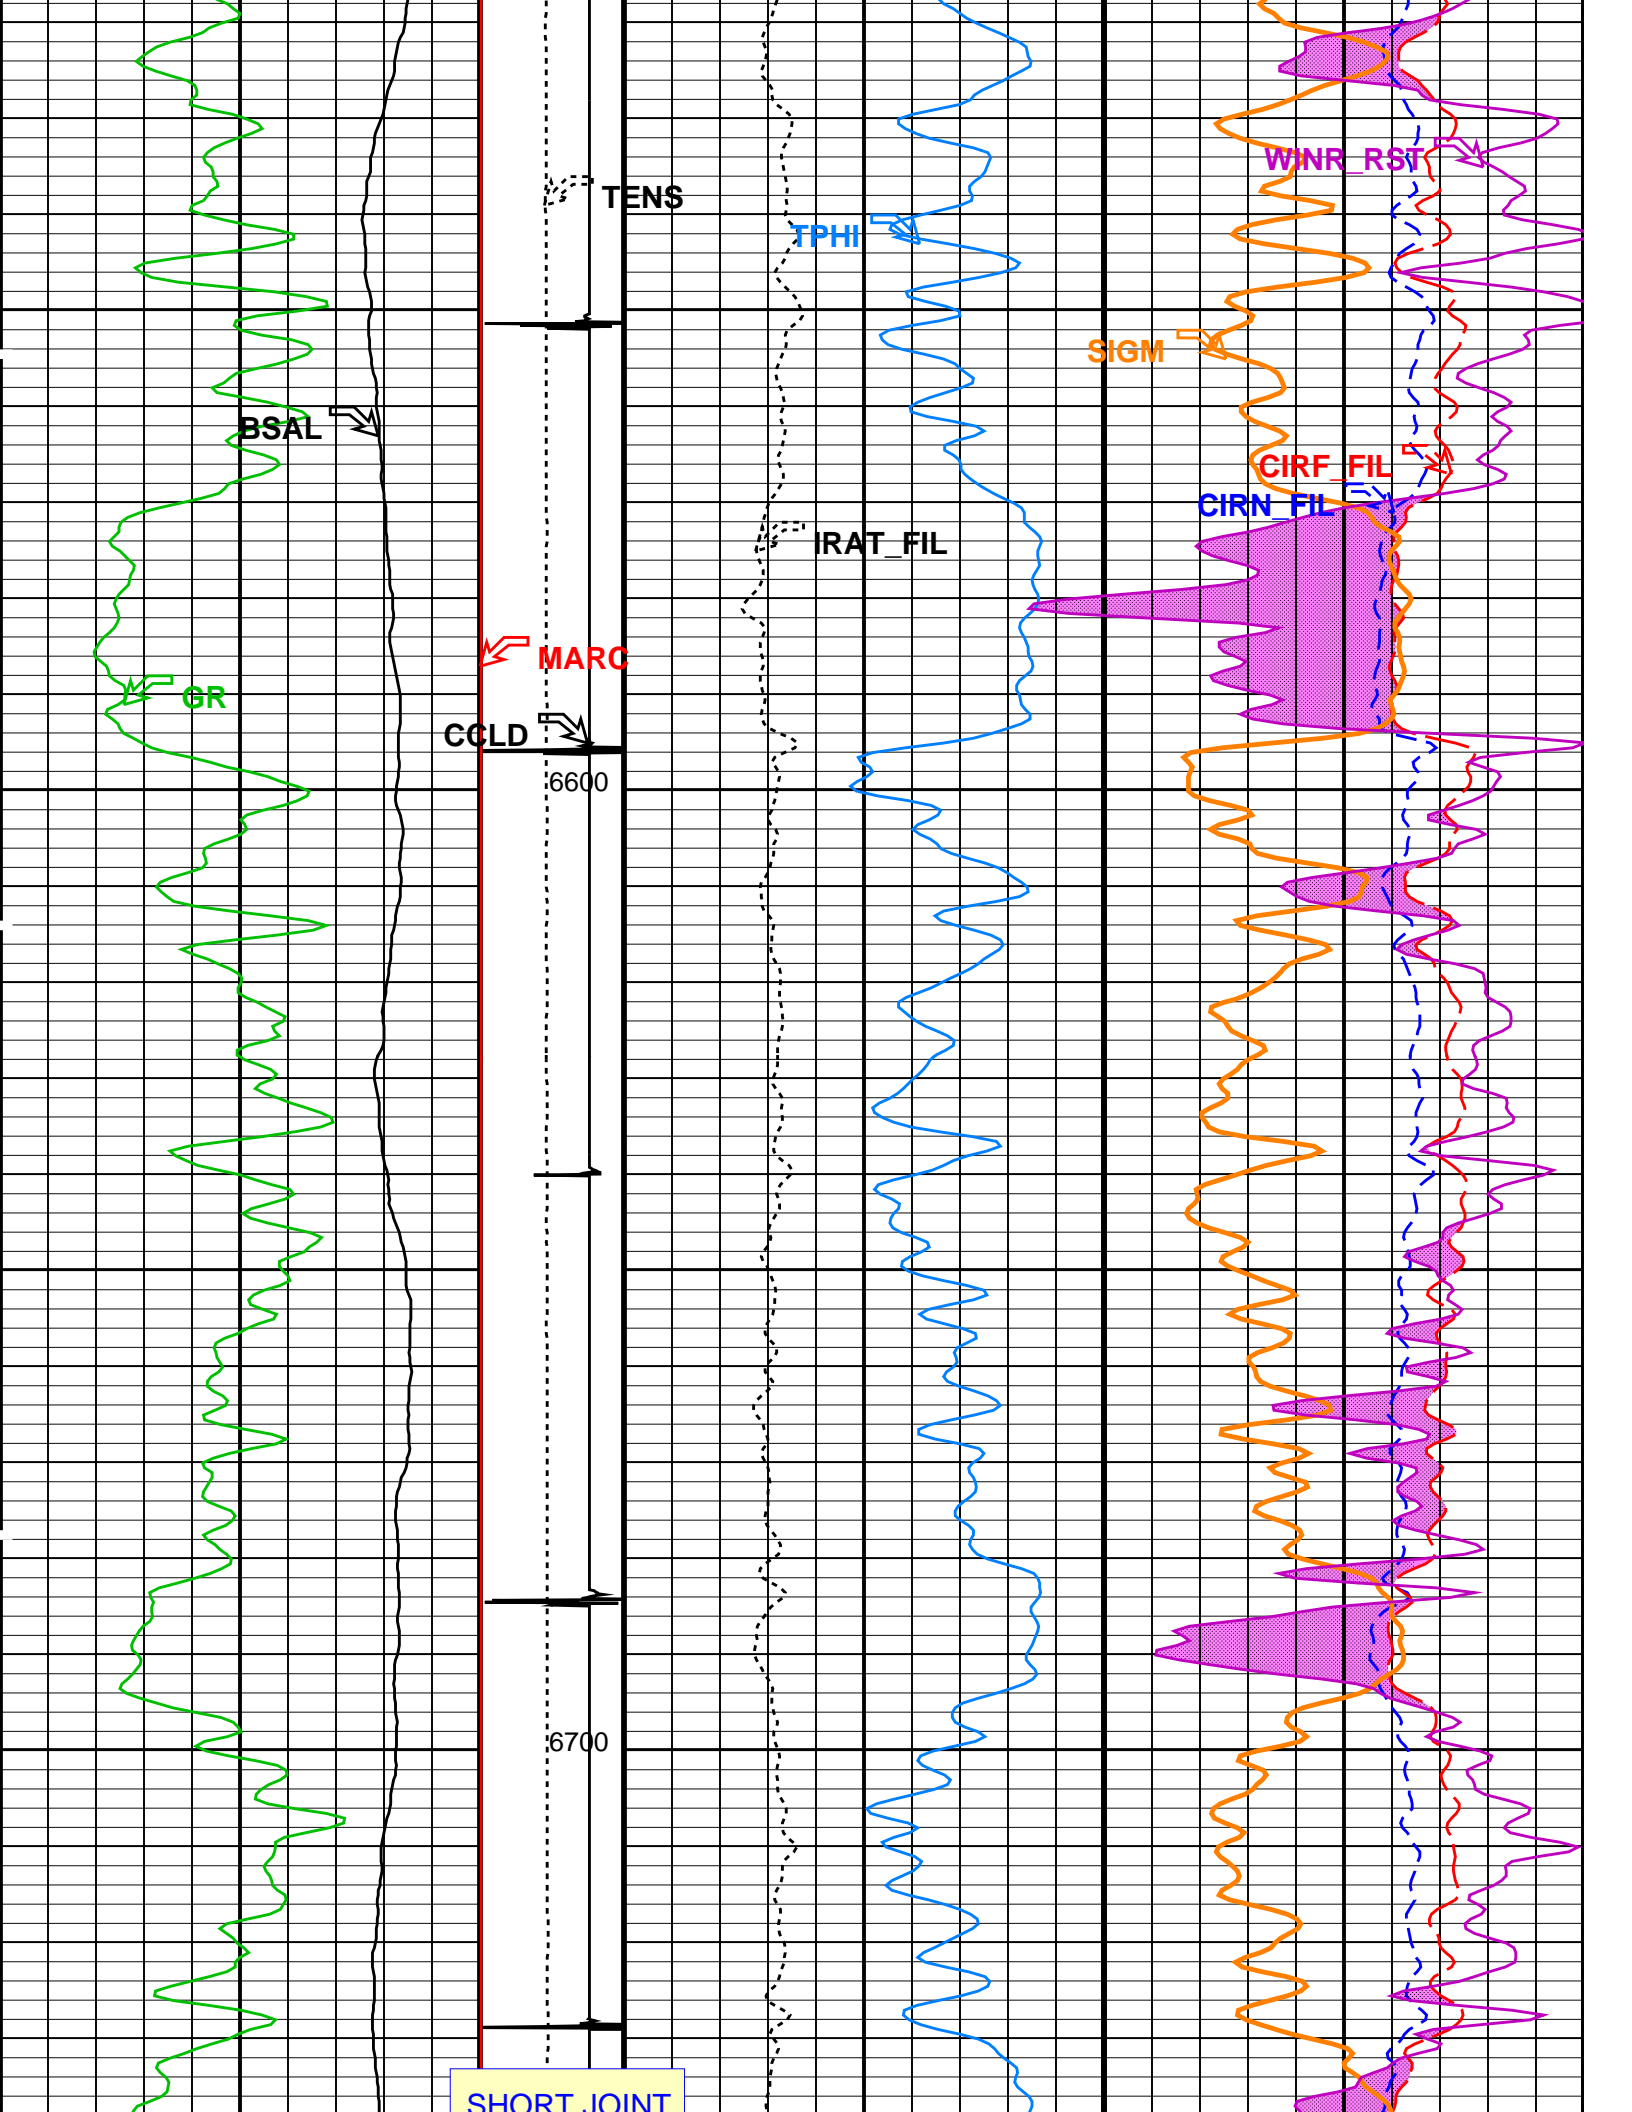 WINR_RST
TENS
TPHI
SIGM
BSAL
CIRF_FIL
CIRN_FIL
IRAT_FIL
MARC
GR
CCLD
6600
6700
SHORT JOINT